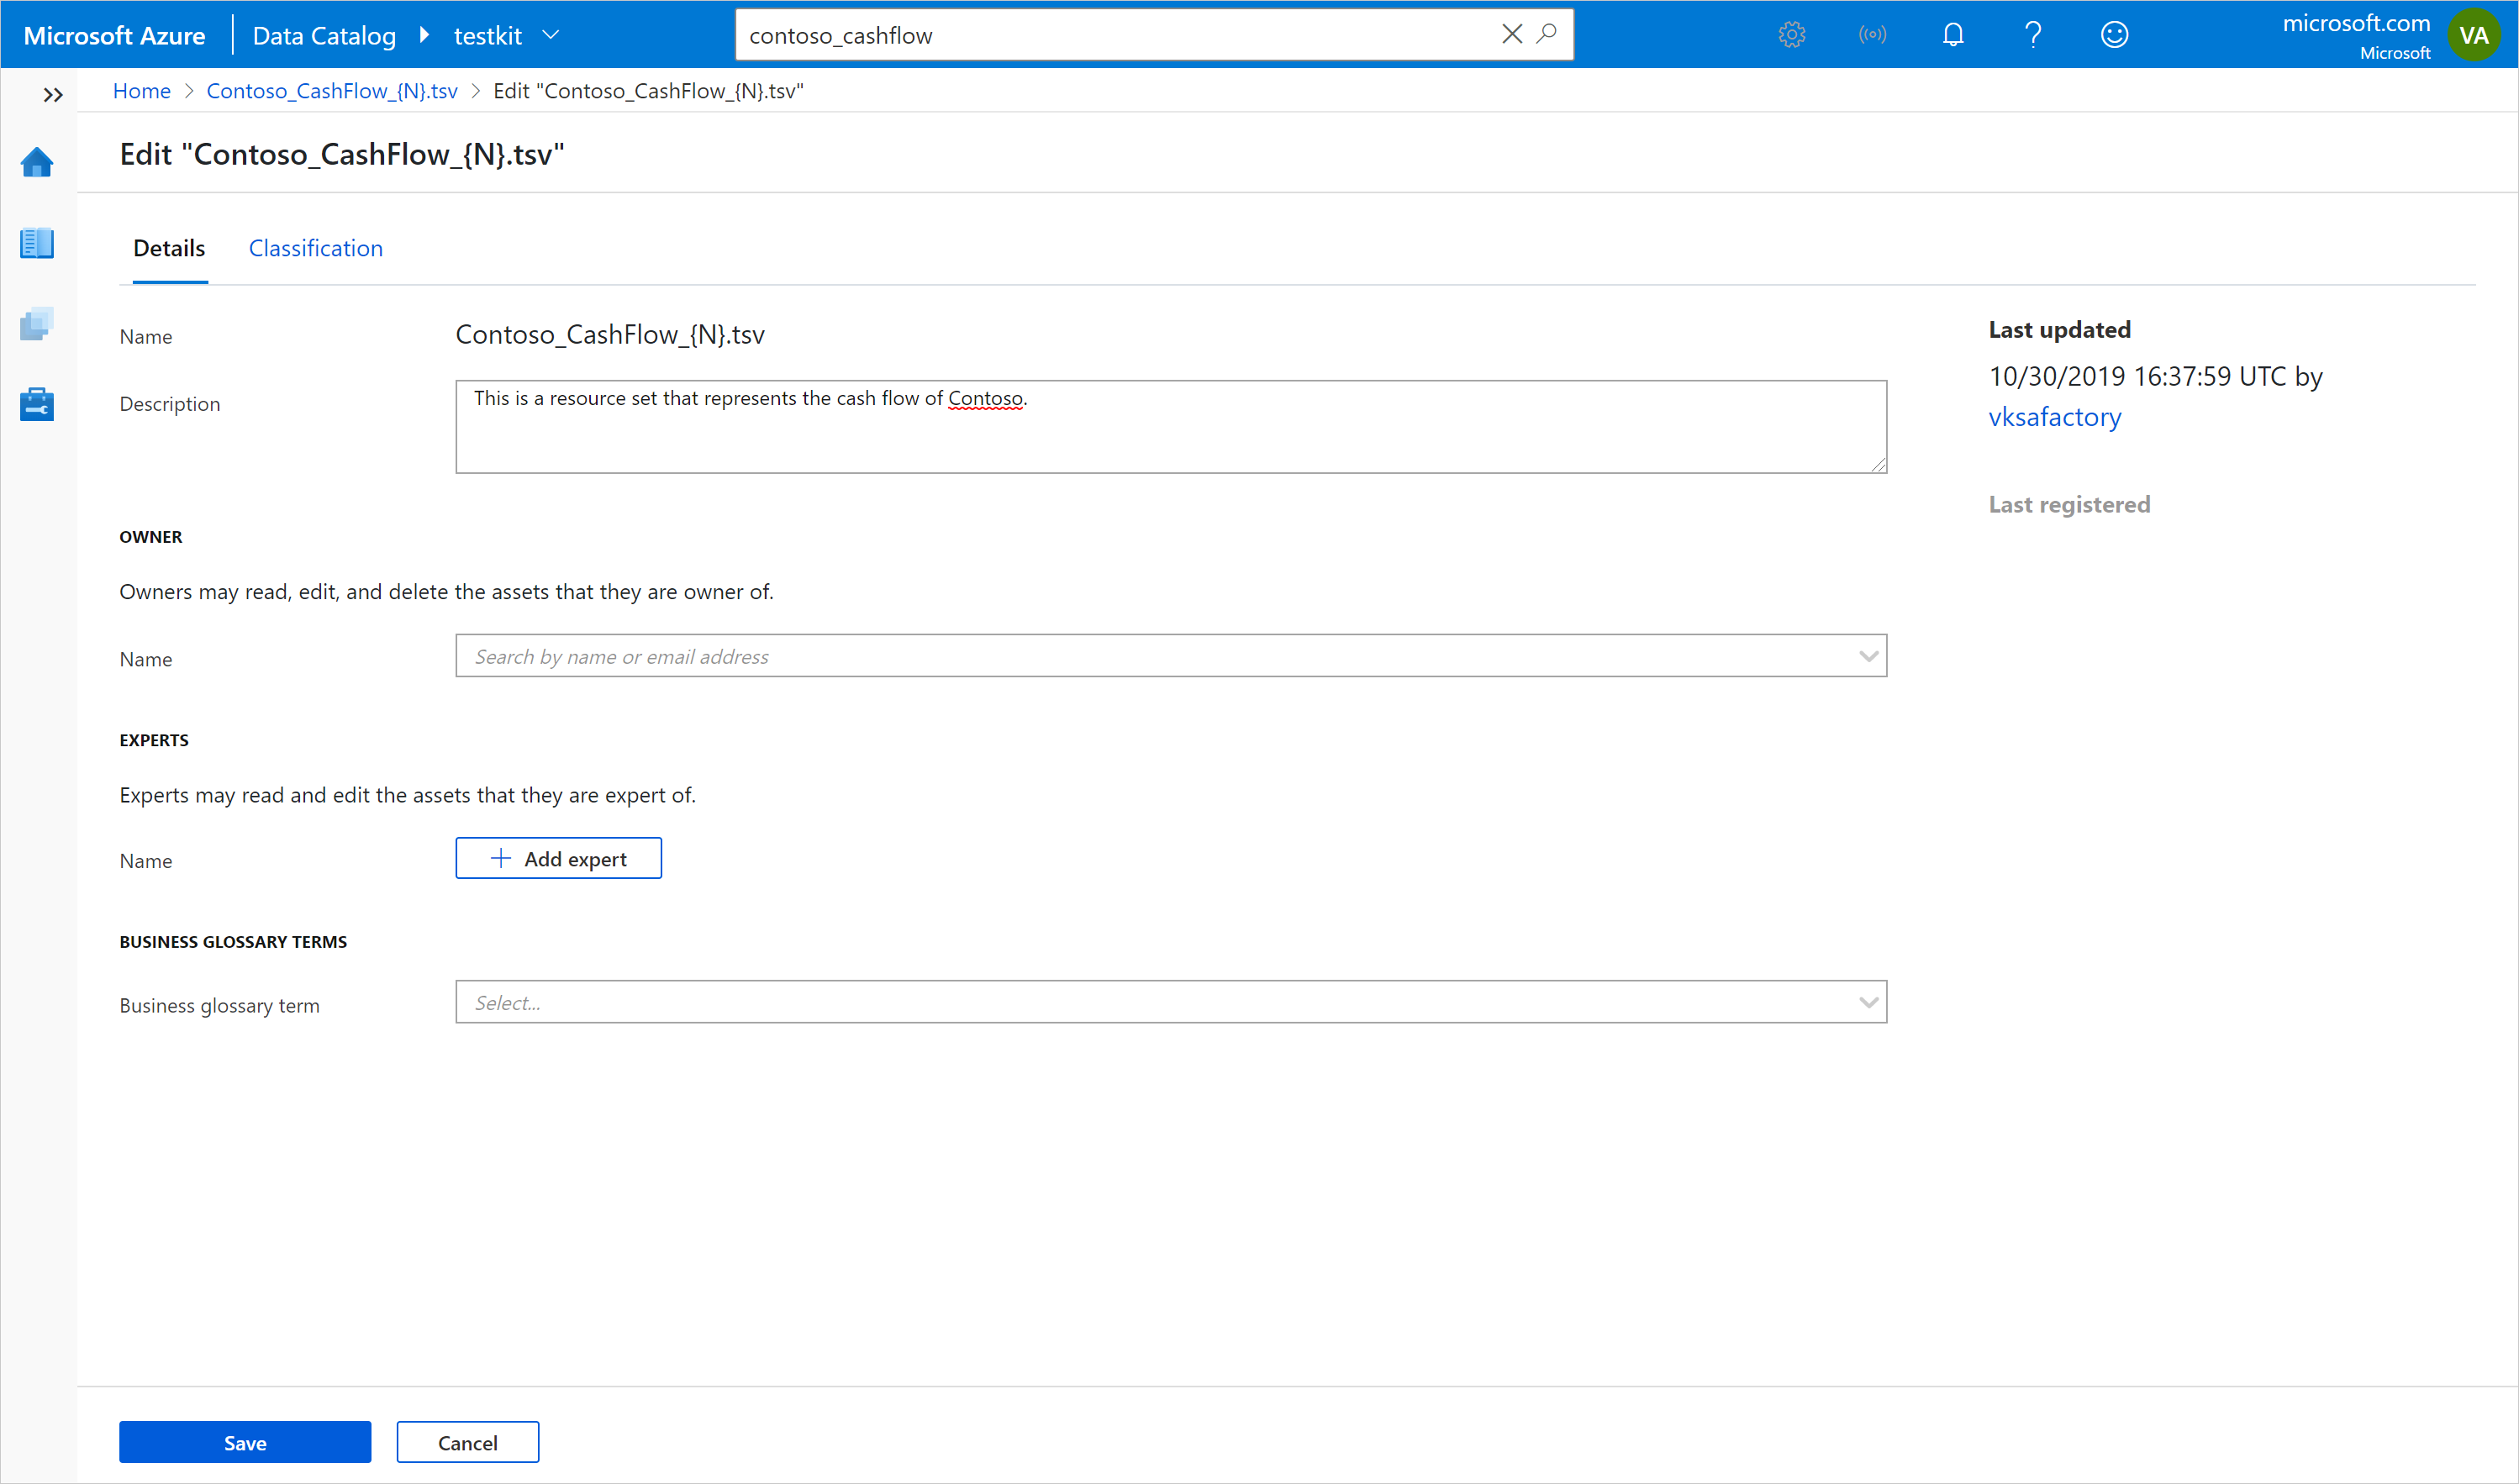 Microsoft Azure
Data Catalog
testkit
contoso_cashflow
microsoft.com
Microsoft
VA
Home > Contoso_CashFlow_{N}.tsv > Edit "Contoso_CashFlow_{N}.tsv"
Edit "Contoso_CashFlow_{N}.tsv"
Details
Classification
Name
Contoso_CashFlow_{N}.tsv
Description
This is a resource set that represents the cash flow of Contoso.
Last updated
10/30/2019 16:37:59 UTC by
vksafactory
Last registered
OWNER
Owners may read, edit, and delete the assets that they are owner of.
Name
Search by name or email address
EXPERTS
Experts may read and edit the assets that they are expert of.
Name
Add expert
BUSINESS GLOSSARY TERMS
Business glossary term
Select...
Save
Cancel